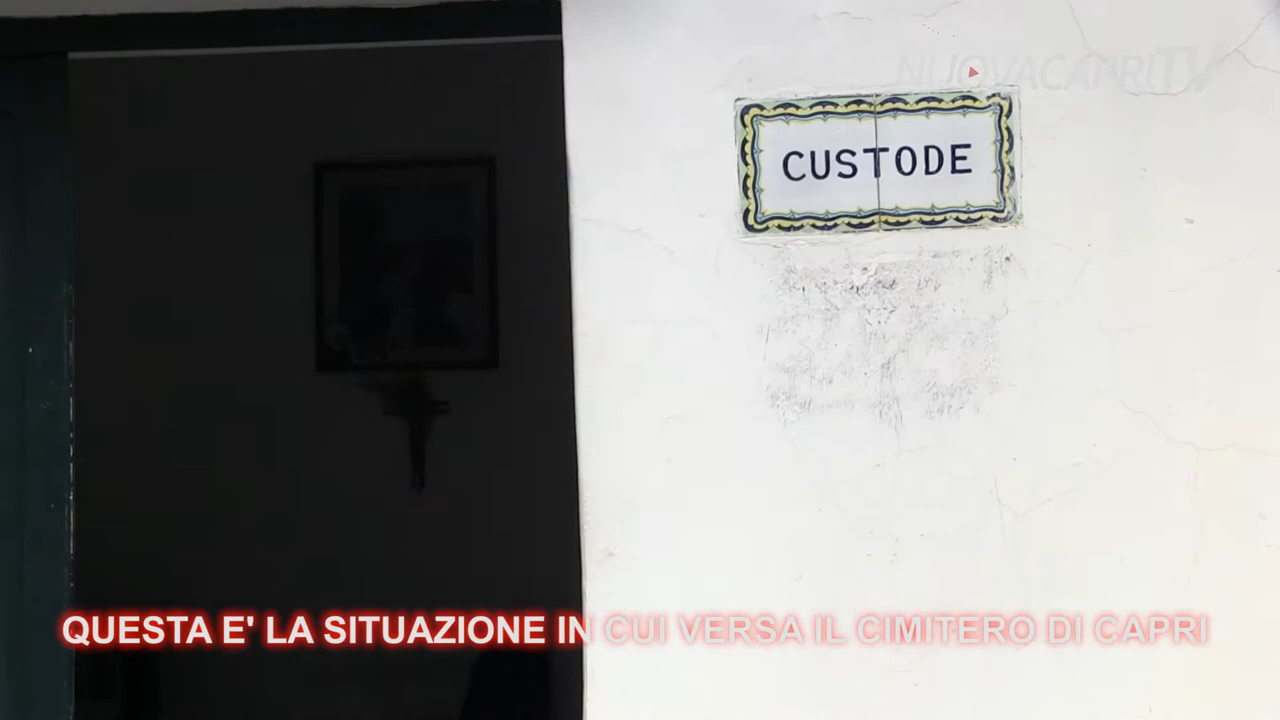 NUOVACAPRITV
CUSTODE
QUESTA E' LA SITUAZIONE IN CUI VERSA IL CIMITERO DI CAPRI